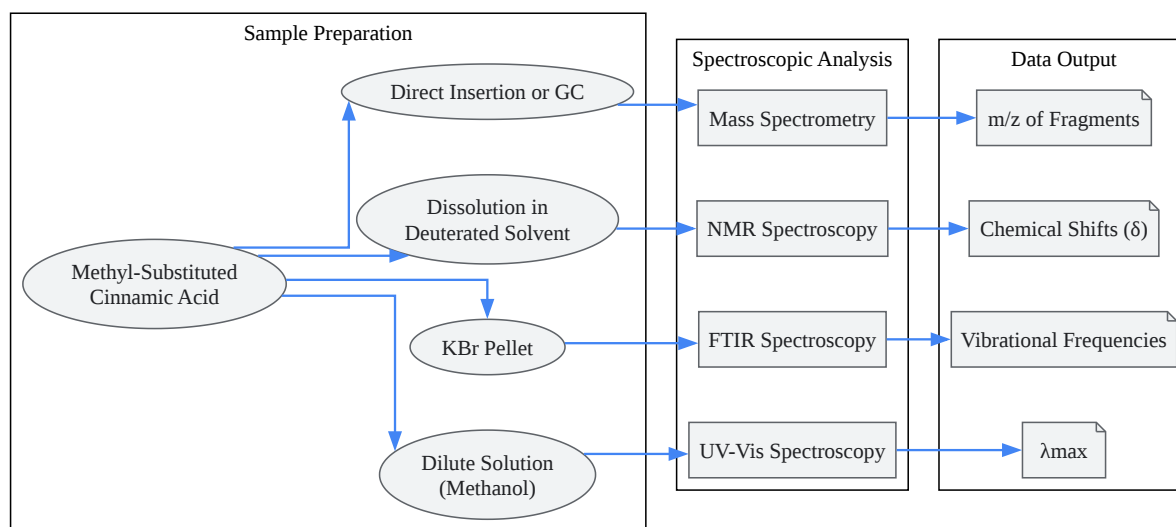 Sample Preparation
Spectroscopic Analysis
Data Output
Direct Insertion or GC
Mass Spectrometry
m/z of Fragments
Dissolution in
Deuterated Solvent
NMR Spectroscopy
Chemical Shifts (δ)
Methyl-Substituted
Cinnamic Acid
KBr Pellet
FTIR Spectroscopy
Vibrational Frequencies
Dilute Solution
(Methanol)
UV-Vis Spectroscopy
λmax